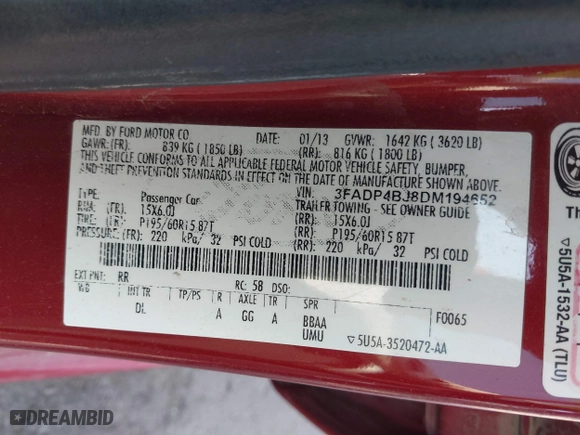 MFD. BY FORD MOTOR CO.
DATE: 01/13 GVWR: 1642 KG ( 3620 LB)
GAWR: (FR): 839 KG ( 1850 LB) (RR): 816 KG ( 1800 LB)
THIS VEHICLE CONFORMS TO ALL APPLICABLE FEDERAL MOTOR VEHICLE SAFETY, BUMPER,
AND THEFT PREVENTION STANDARDS IN EFFECT ON THE DATE OF MANUFACTURE SHOWN ABOVE.
VIN: 3FADP4BJ8DM194652
TYPE: Passenger Car TRAILER TOWING - SEE OWNER GUIDE
RIM: (FR): 15X6.0J (RR): 15X6.0J
TIRE: (FR): P195/60R15 87T (RR): P195/60R15 87T
PRESSURE: (FR): 220 kPa/ 32 PSI COLD (RR): 220 kPa/ 32 PSI COLD
EXT PNT: RR RC: 58 DSO:
WB INT TR TP/PS R AXLE TR SPR F0065
DL A GG A BBAA
UMU
▽5U5A-3520472-AA
▽5U5A-1532-AA (TLU)
DREAMBID